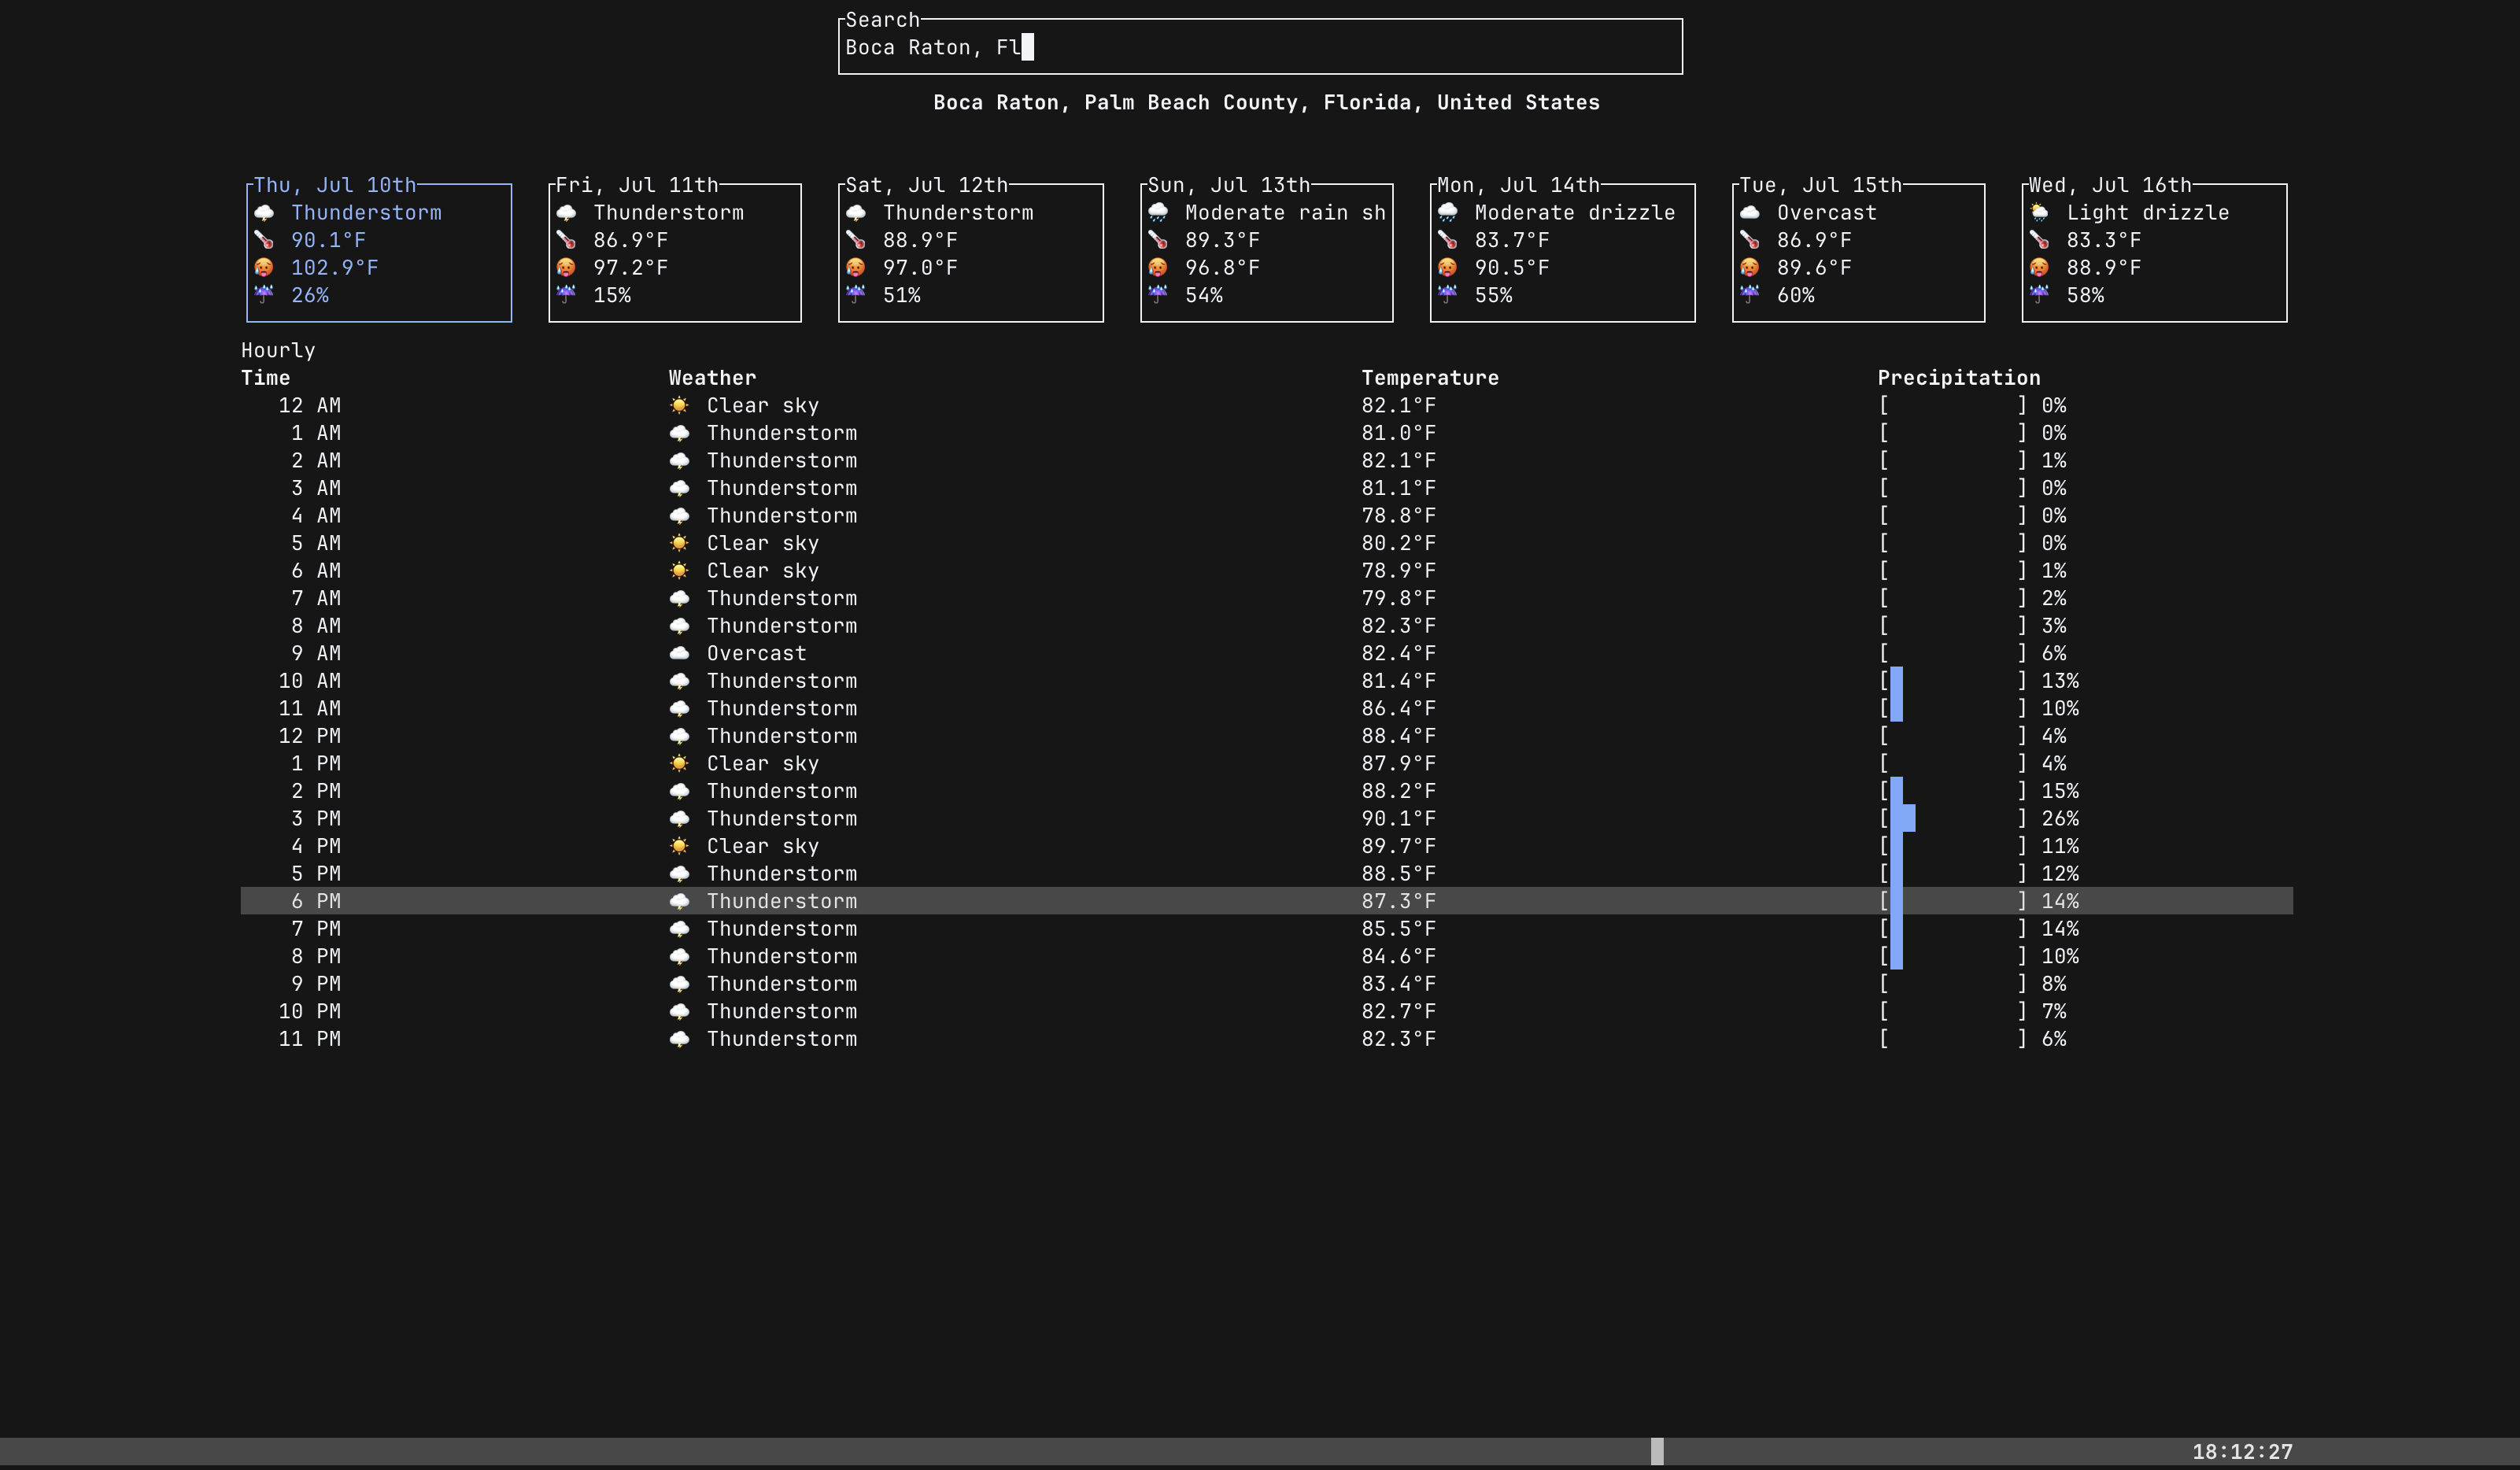 Search
Boca Raton, Fl
Boca Raton, Palm Beach County, Florida, United States
Thu, Jul 10th Fri, Jul 11th Sat, Jul 12th Sun, Jul 13th Mon, Jul 14th Tue, Jul 15th Wed, Jul 16th
Thunderstorm Thunderstorm Thunderstorm Moderate rain sh Moderate drizzle Overcast Light drizzle
90.1°F 86.9°F 88.9°F 89.3°F 83.7°F 86.9°F 83.3°F
102.9°F 97.2°F 97.0°F 96.8°F 90.5°F 89.6°F 88.9°F
26% 15% 51% 54% 55% 60% 58%
Hourly
Time Weather Temperature Precipitation
12 AM Clear sky 82.1°F [ ] 0%
1 AM Thunderstorm 81.0°F [ ] 0%
2 AM Thunderstorm 82.1°F [ ] 1%
3 AM Thunderstorm 81.1°F [ ] 0%
4 AM Thunderstorm 78.8°F [ ] 0%
5 AM Clear sky 80.2°F [ ] 0%
6 AM Clear sky 78.9°F [ ] 1%
7 AM Thunderstorm 79.8°F [ ] 2%
8 AM Thunderstorm 82.3°F [ ] 3%
9 AM Overcast 82.4°F [ ] 6%
10 AM Thunderstorm 81.4°F [ ] 13%
11 AM Thunderstorm 86.4°F [ ] 10%
12 PM Thunderstorm 88.4°F [ ] 4%
1 PM Clear sky 87.9°F [ ] 4%
2 PM Thunderstorm 88.2°F [ ] 15%
3 PM Thunderstorm 90.1°F [ ] 26%
4 PM Clear sky 89.7°F [ ] 11%
5 PM Thunderstorm 88.5°F [ ] 12%
6 PM Thunderstorm 87.3°F [ ] 14%
7 PM Thunderstorm 85.5°F [ ] 14%
8 PM Thunderstorm 84.6°F [ ] 10%
9 PM Thunderstorm 83.4°F [ ] 8%
10 PM Thunderstorm 82.7°F [ ] 7%
11 PM Thunderstorm 82.3°F [ ] 6%
18:12:27